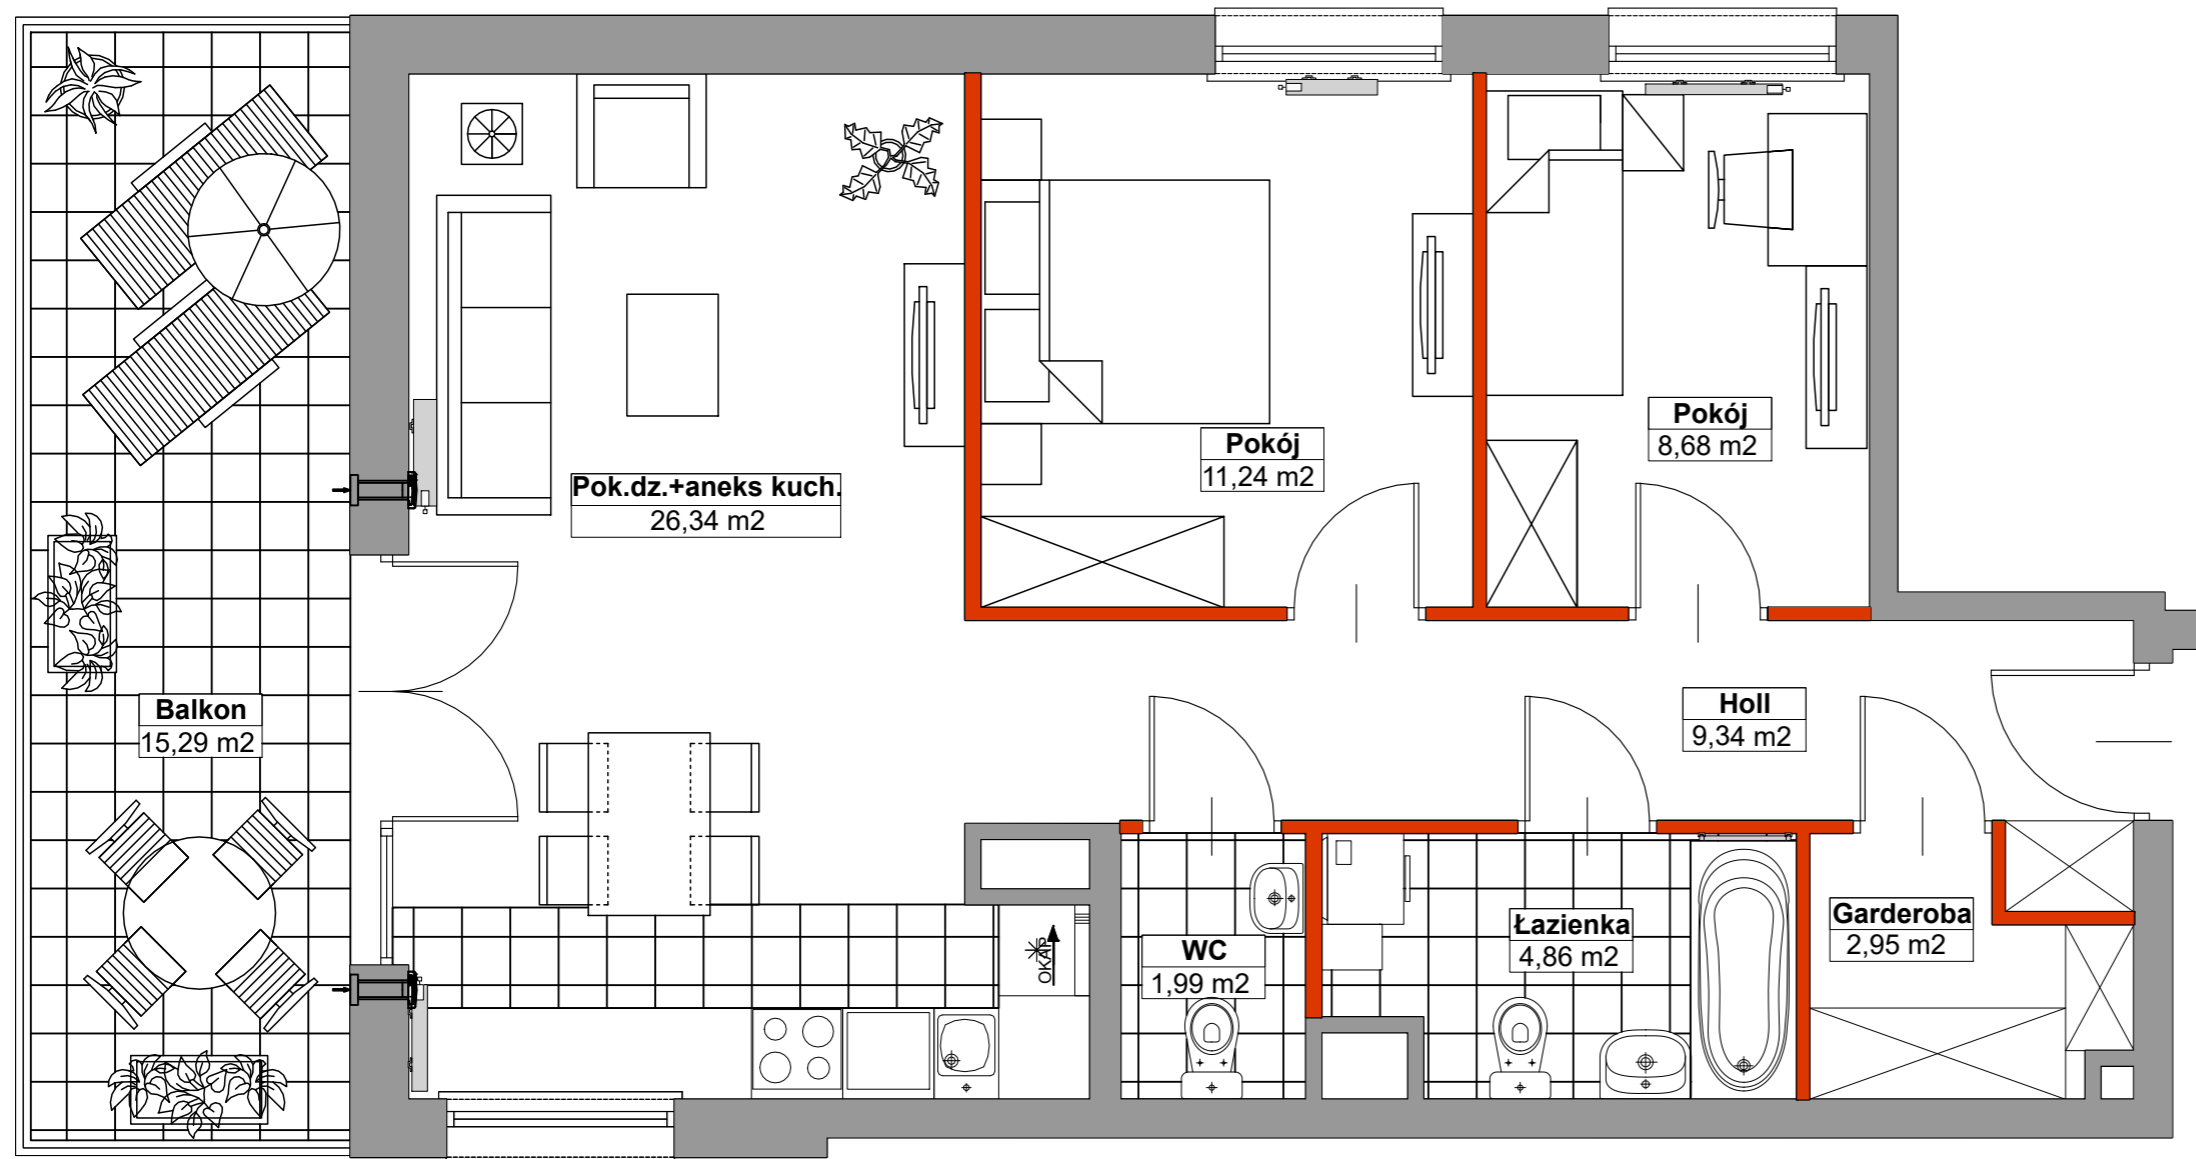 Pokój
8,68 m2
Pokój
11,24 m2
Pok.dz.+aneks kuch.
26,34 m2
Balkon
15,29 m2
Holl
9,34 m2
Garderoba
2,95 m2
Łazienka
4,86 m2
WC
1,99 m2
OKAP